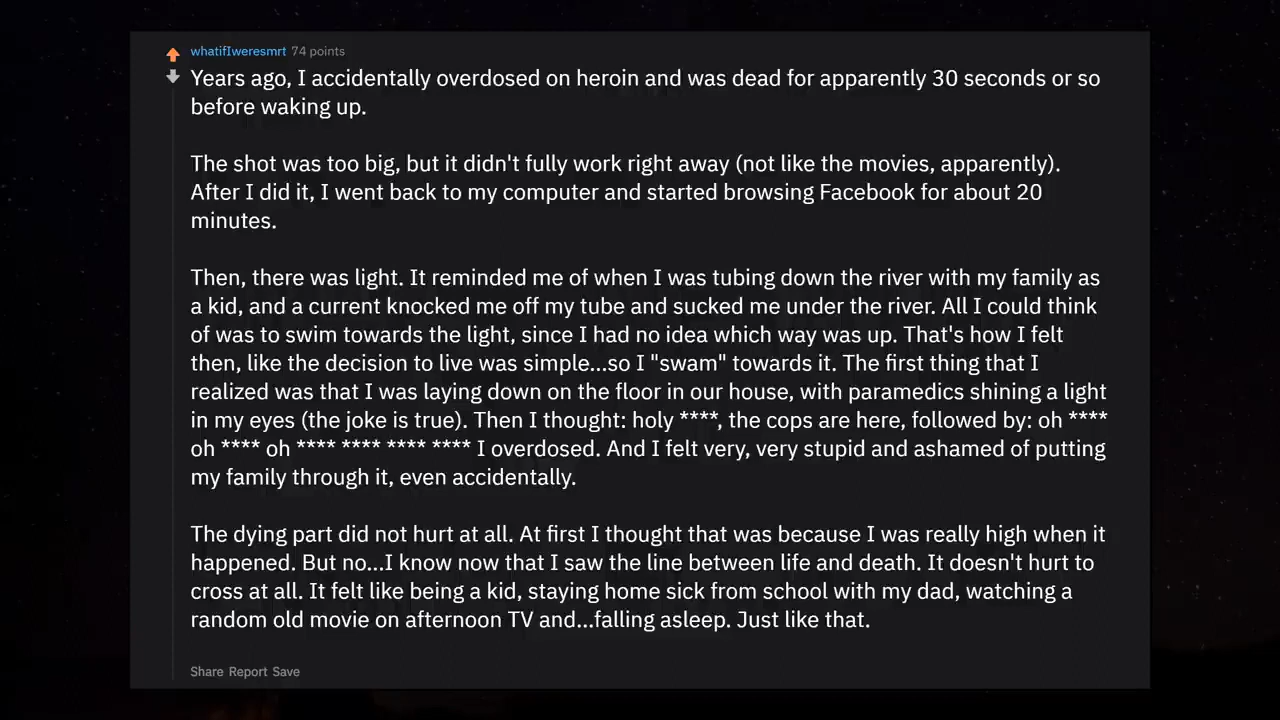 whatifIweresmrt 74 points
Years ago, I accidentally overdosed on heroin and was dead for apparently 30 seconds or so
before waking up.
The shot was too big, but it didn't fully work right away (not like the movies, apparently).
After I did it, I went back to my computer and started browsing Facebook for about 20
minutes.
Then, there was light. It reminded me of when I was tubing down the river with my family as
a kid, and a current knocked me off my tube and sucked me under the river. All I could think
of was to swim towards the light, since I had no idea which way was up. That's how I felt
then, like the decision to live was simple...so I "swam" towards it. The first thing that I
realized was that I was laying down on the floor in our house, with paramedics shining a light
in my eyes (the joke is true). Then I thought: holy ****, the cops are here, followed by: oh ****
oh **** oh **** **** **** **** I overdosed. And I felt very, very stupid and ashamed of putting
my family through it, even accidentally.
The dying part did not hurt at all. At first I thought that was because I was really high when it
happened. But no...I know now that I saw the line between life and death. It doesn't hurt to
cross at all. It felt like being a kid, staying home sick from school with my dad, watching a
random old movie on afternoon TV and...falling asleep. Just like that.
Share Report Save